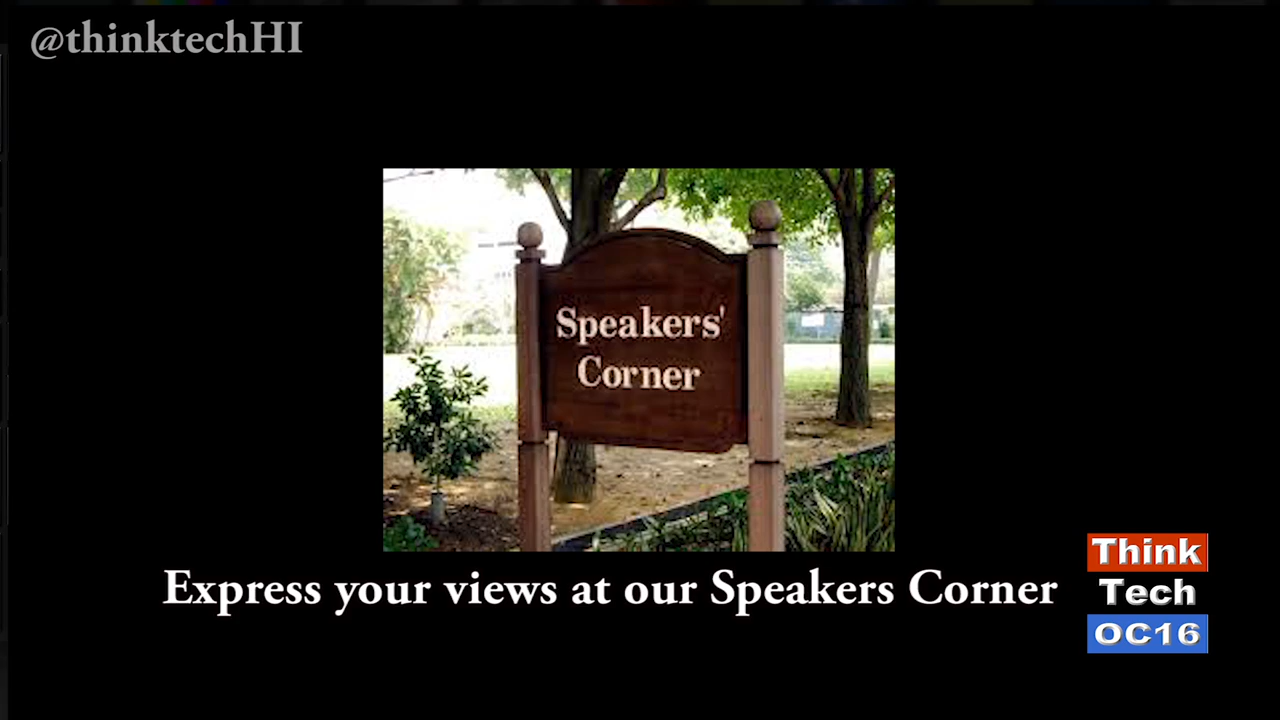 @thinktechHI
Speakers'
Corner
Express your views at our Speakers Corner
Think
Tech
OC16